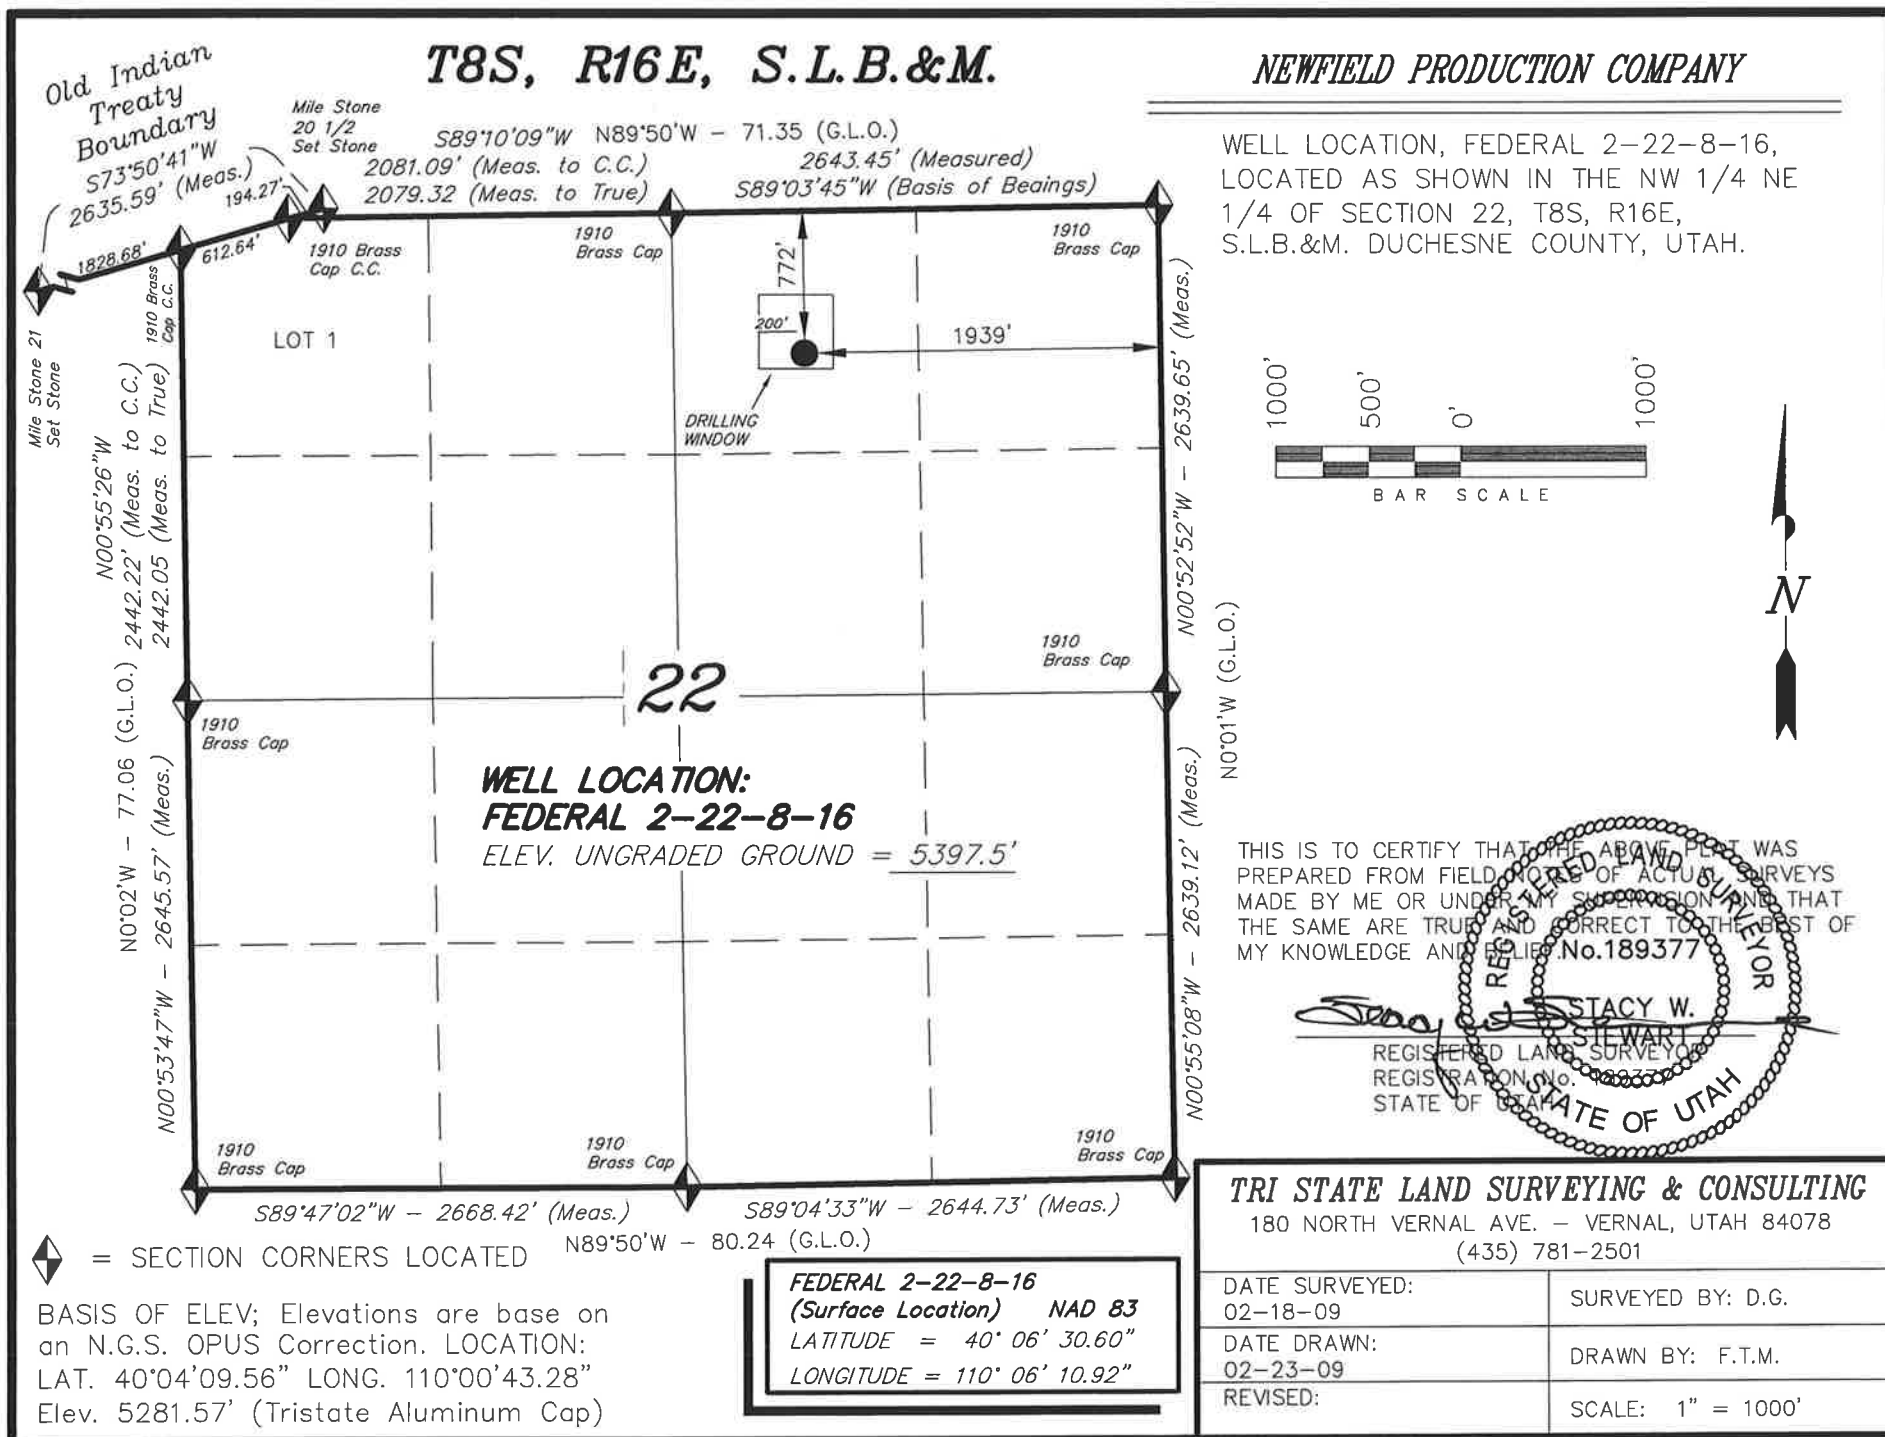 T8S, R16E, S.L.B.&M.
Old Indian
Treaty
Boundary
S73°50'41"W
2635.59' (Meas.)
194.27'
1828.68'
612.64'
Mile Stone
20 1/2
Set Stone
S89°10'09"W
N89°50'W - 71.35 (G.L.O.)
2081.09' (Meas. to C.C.)
2079.32 (Meas. to True)
2643.45' (Measured)
S89°03'45"W (Basis of Beaings)
1910 Brass
Cap C.C.
1910
Brass Cap
1910
Brass Cap
1910 Brass
Cap C.C.
Mile Stone 21
Set Stone
LOT 1
772'
200'
1939'
DRILLING
WINDOW
N00°55'26"W
2442.22' (Meas. to C.C.)
2442.05 (Meas. to True)
N00°52'52"W - 2639.65' (Meas.)
N0°01'W (G.L.O.)
1910
Brass Cap
22
1910
Brass Cap
N0°02'W - 77.06 (G.L.O.)
N00°53'47"W - 2645.57' (Meas.)
WELL LOCATION:
FEDERAL 2-22-8-16
ELEV. UNGRADED GROUND = 5397.5'
N00°55'08"W - 2639.12' (Meas.)
1910
Brass Cap
1910
Brass Cap
1910
Brass Cap
S89°47'02"W - 2668.42' (Meas.)
S89°04'33"W - 2644.73' (Meas.)
N89°50'W - 80.24 (G.L.O.)
= SECTION CORNERS LOCATED
BASIS OF ELEV; Elevations are base on
an N.G.S. OPUS Correction. LOCATION:
LAT. 40°04'09.56" LONG. 110°00'43.28"
Elev. 5281.57' (Tristate Aluminum Cap)
FEDERAL 2-22-8-16
(Surface Location) NAD 83
LATITUDE = 40° 06' 30.60"
LONGITUDE = 110° 06' 10.92"
NEWFIELD PRODUCTION COMPANY
WELL LOCATION, FEDERAL 2-22-8-16,
LOCATED AS SHOWN IN THE NW 1/4 NE
1/4 OF SECTION 22, T8S, R16E,
S.L.B.&M. DUCHESNE COUNTY, UTAH.
1000' 500' 0' 1000'
BAR SCALE
N
THIS IS TO CERTIFY THAT THE ABOVE PLAT WAS
PREPARED FROM FIELD NOTES OF ACTUAL SURVEYS
MADE BY ME OR UNDER MY SUPERVISION AND THAT
THE SAME ARE TRUE AND CORRECT TO THE BEST OF
MY KNOWLEDGE AND BELIEF.
REGISTERED LAND SURVEYOR
No.189377
STACY W.
STEWART
STATE OF UTAH
REGISTERED LAND SURVEYOR
REGISTRATION No. 189377
STATE OF UTAH
TRI STATE LAND SURVEYING & CONSULTING
180 NORTH VERNAL AVE. - VERNAL, UTAH 84078
(435) 781-2501
DATE SURVEYED:
02-18-09
SURVEYED BY: D.G.
DATE DRAWN:
02-23-09
DRAWN BY: F.T.M.
REVISED:
SCALE: 1" = 1000'